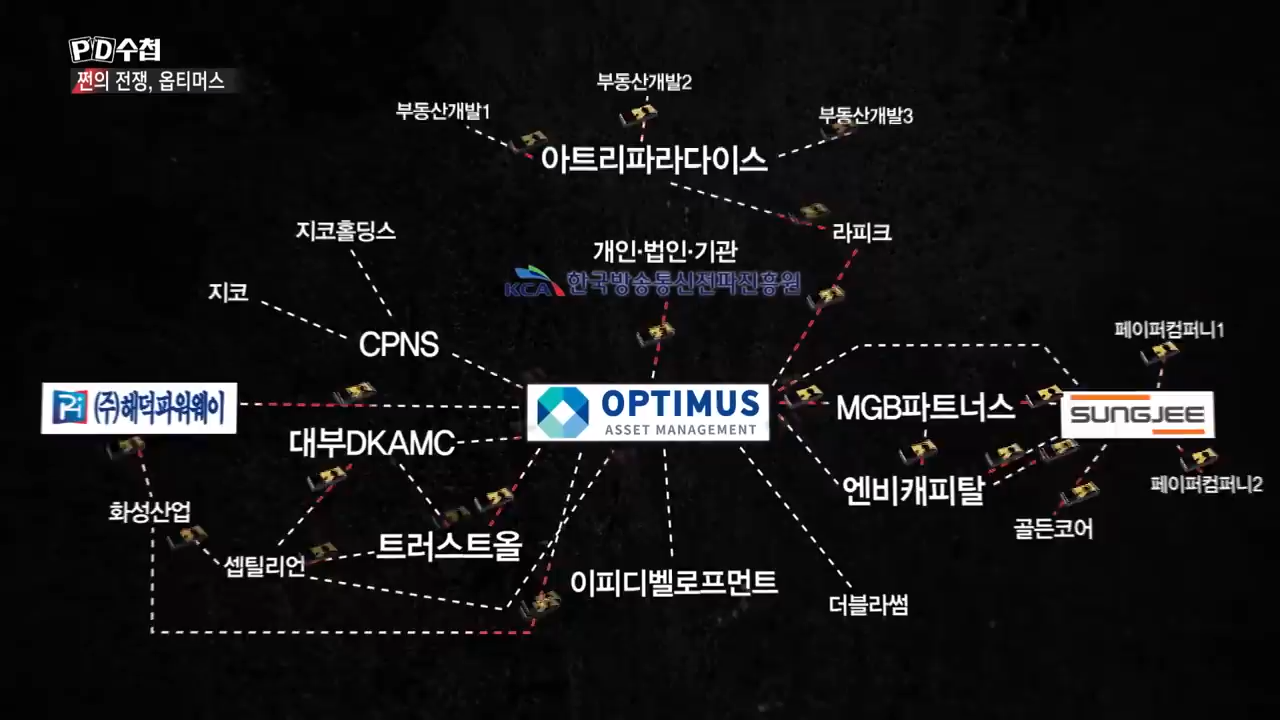 PD수첩
쩐의 전쟁, 옵티머스
부동산개발2
부동산개발1
부동산개발3
아트리파라다이스
지코홀딩스
라피크
개인·법인·기관
KCA 한국방송통신전파진흥원
지코
페이퍼컴퍼니1
CPNS
(주)해덕파워웨이
OPTIMUS
ASSET MANAGEMENT
MGB파트너스
SUNGJEE
대부DKAMC
엔비캐피탈
페이퍼컴퍼니2
화성산업
골든코어
트러스트올
셉틸리언
이피디벨로프먼트
더블라썸